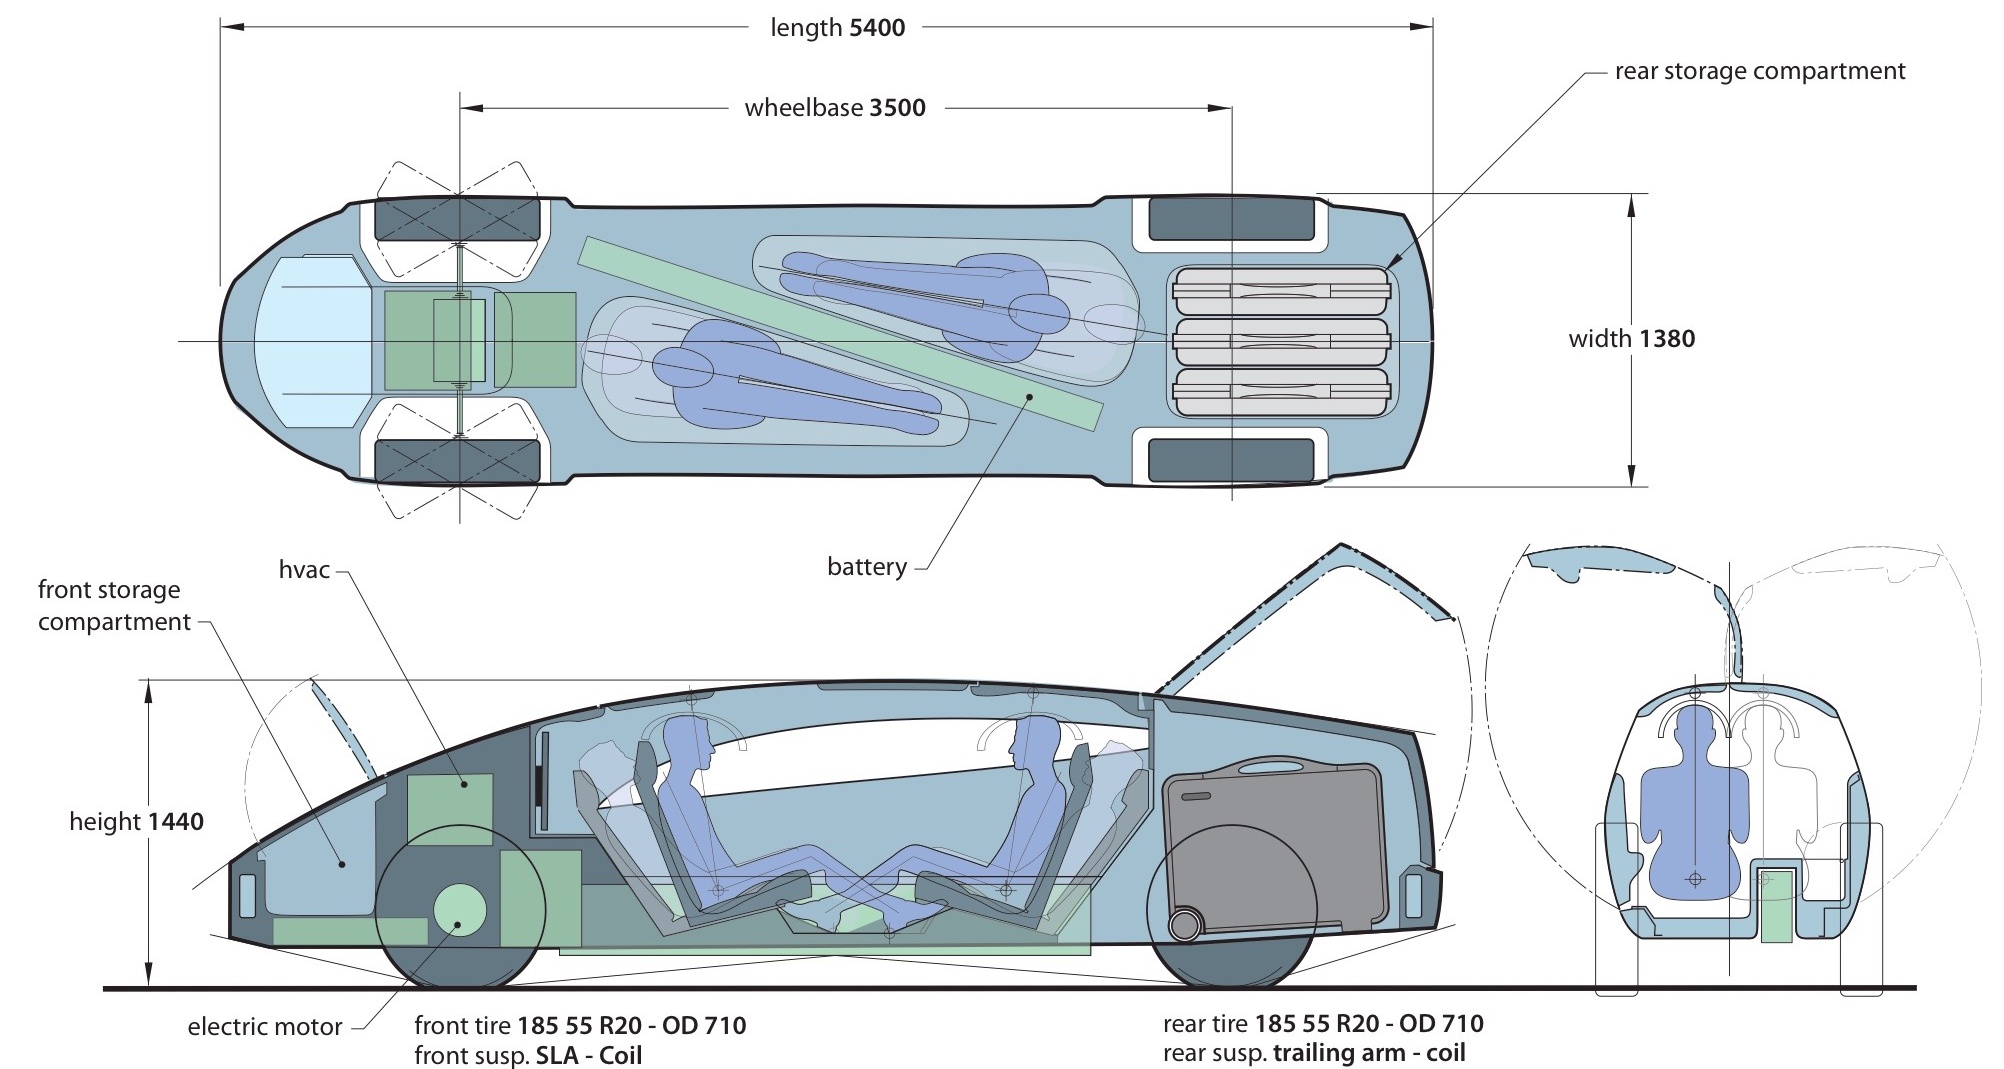 length 5400
rear storage compartment
wheelbase 3500
width 1380
battery
hvac
front storage
compartment
height 1440
electric motor
front tire 185 55 R20 - OD 710
front susp. SLA - Coil
rear tire 185 55 R20 - OD 710
rear susp. trailing arm - coil